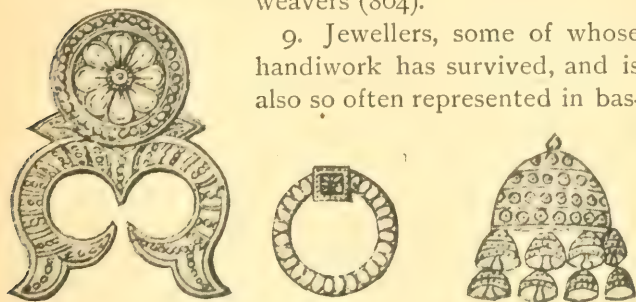 weavers (804).
9. Jewellers, some of whose
handiwork has survived, and is
also so often represented in bas-